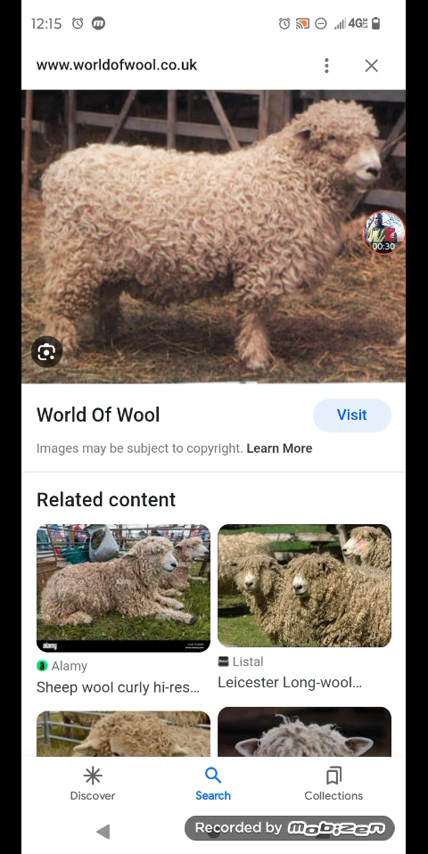 12:15
4G
www.worldofwool.co.uk
00:30
World Of Wool
Visit
Images may be subject to copyright. Learn More
Related content
alamy
a Alamy
Listal
Sheep wool curly hi-res...
Leicester Long-wool...
Discover
Search
Collections
Recorded by MOBIZEN